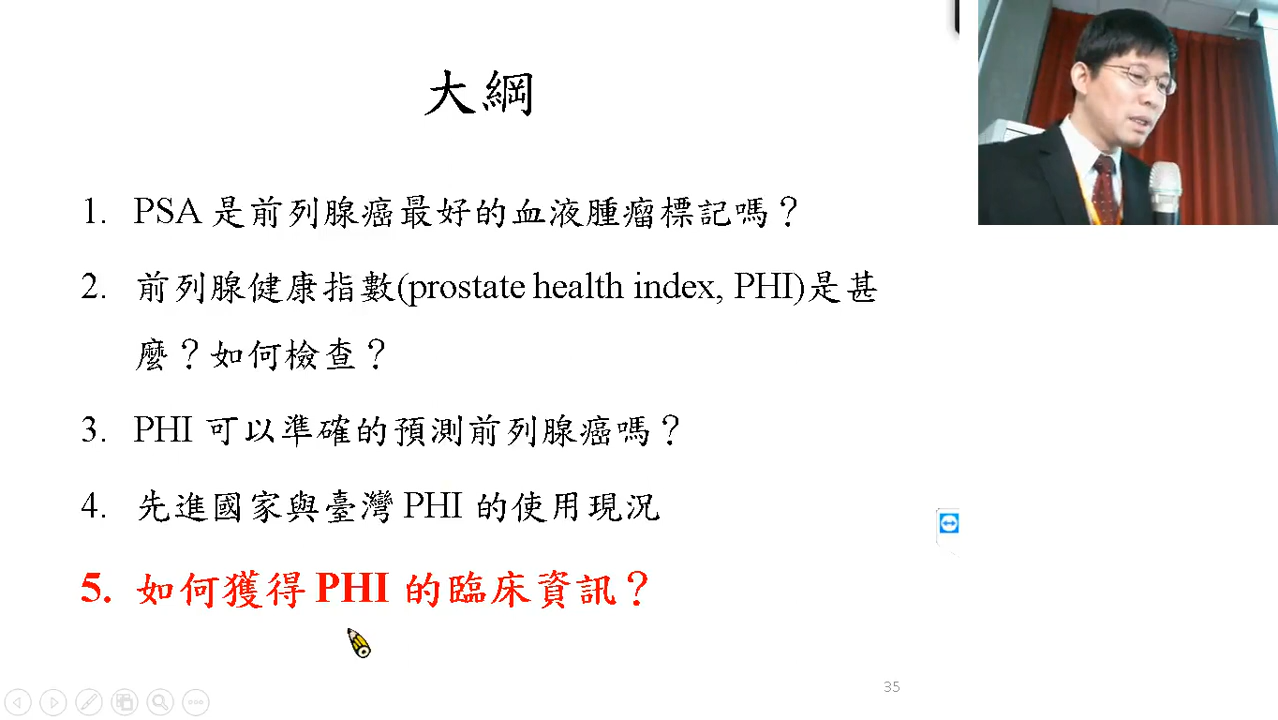 大綱
1. PSA 是前列腺癌最好的血液腫瘤標記嗎？
2. 前列腺健康指數(prostate health index, PHI)是甚
麼？如何檢查？
3. PHI 可以準確的預測前列腺癌嗎？
4. 先進國家與臺灣 PHI 的使用現況
5. 如何獲得 PHI 的臨床資訊？
35